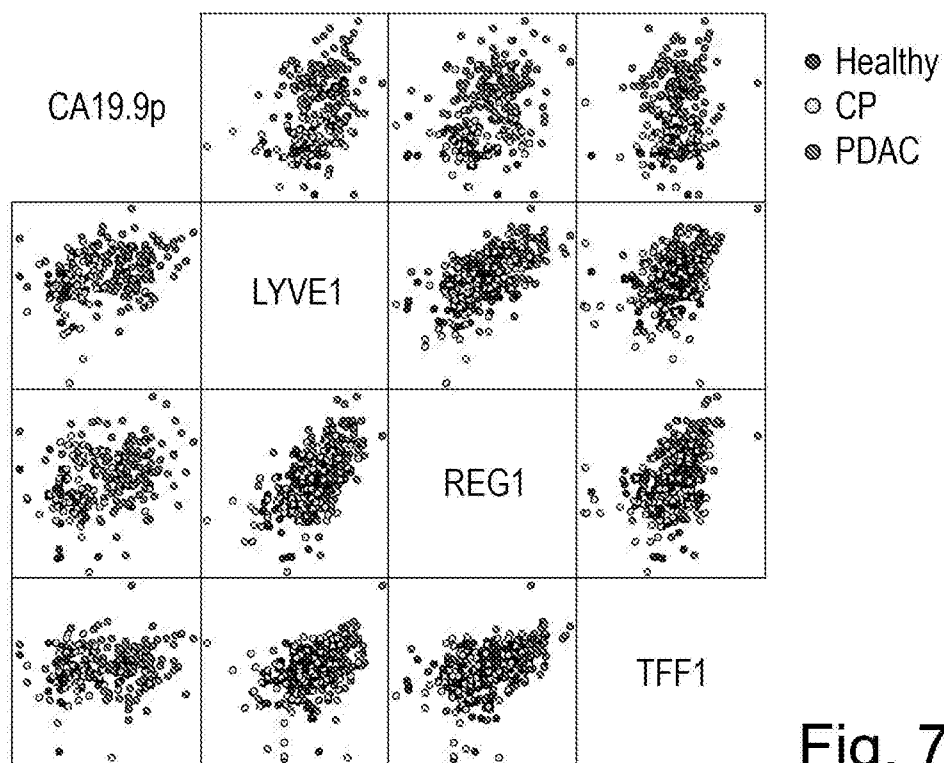 CA19.9p
Healthy
CP
PDAC
LYVE1
REG1
TFF1
Fig. 7